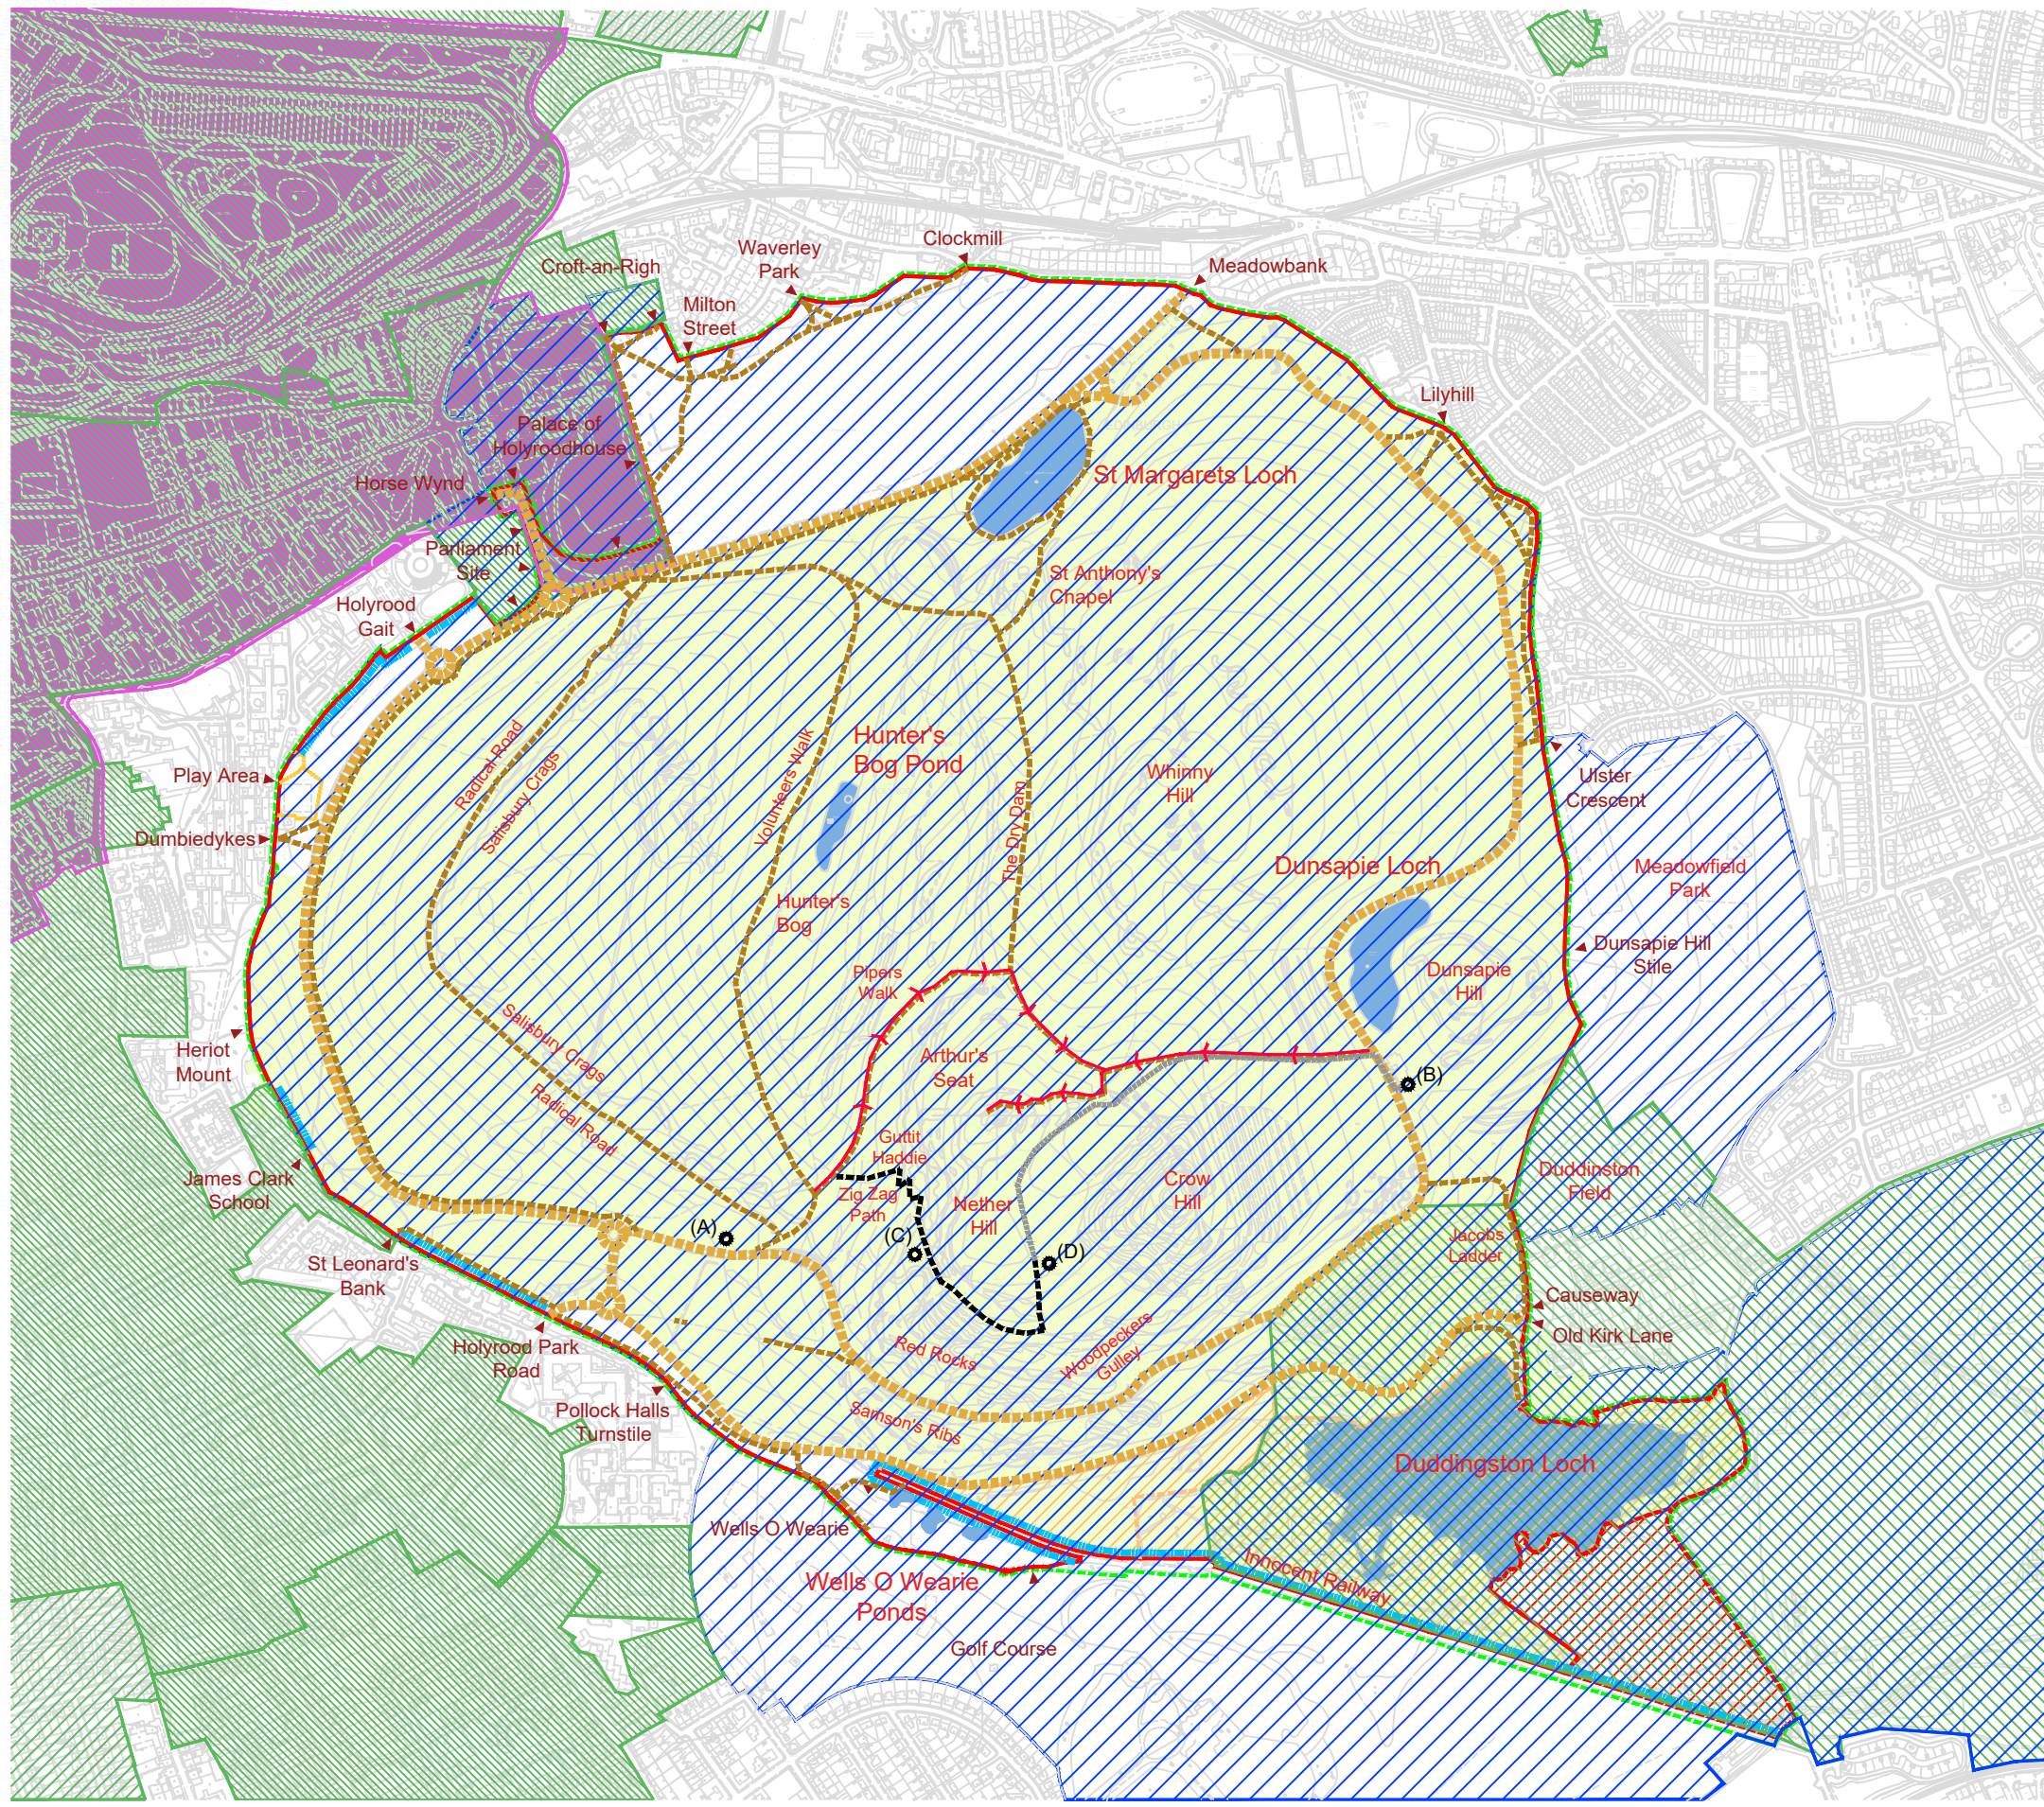 Clockmill
Waverley
Park
Croft-an-Righ
Meadowbank
Milton
Street
Lilyhill
Palace of
Holyroodhouse
St Margarets Loch
Horse Wynd
Parliament
Site
St Anthony's
Chapel
Holyrood
Gait
Radical Road
Salisbury Crags
Volunteers Walk
Hunter's
Bog Pond
The Dry Dam
Whinny
Hill
Play Area
Ulster
Crescent
Dumbiedykes
Dunsapie Loch
Meadowfield
Park
Hunter's
Bog
Dunsapie Hill
Stile
Pipers
Walk
Dunsapie
Hill
Salisbury Crags
Radical Road
Heriot
Mount
Arthur's
Seat
(B)
Guttit
Haddie
James Clark
School
Zig Zag
Path
Nether
Hill
Crow
Hill
Duddinston
Field
(A)
(C)
(D)
Jacobs
Ladder
St Leonard's
Bank
Causeway
Old Kirk Lane
Holyrood Park
Road
Red Rocks
Woodpeckers
Gulley
Pollock Halls
Turnstile
Samson's Ribs
Duddingston Loch
Wells O Wearie
Innocent Railway
Wells O Wearie
Ponds
Golf Course